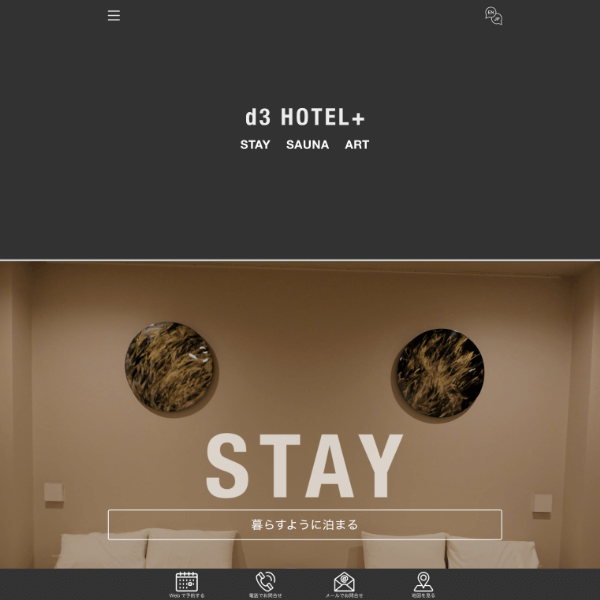 EN
JP
d3 HOTEL+
STAY SAUNA ART
STAY
暮らすように泊まる
Webで予約する
電話でお問合せ
メールでお問合せ
地図を見る